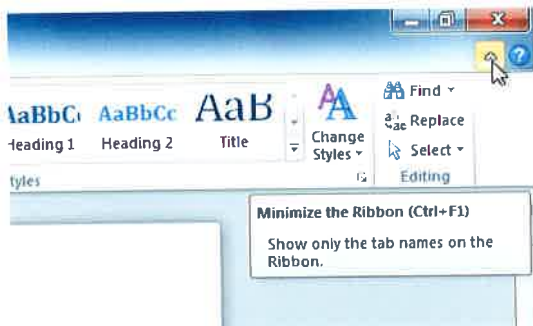 AaBbCc AaBbCc AaB
Heading 1 Heading 2 Title
Change
Styles
Find
Replace
Select
Editing
Minimize the Ribbon (Ctrl+F1)
Show only the tab names on the
Ribbon.